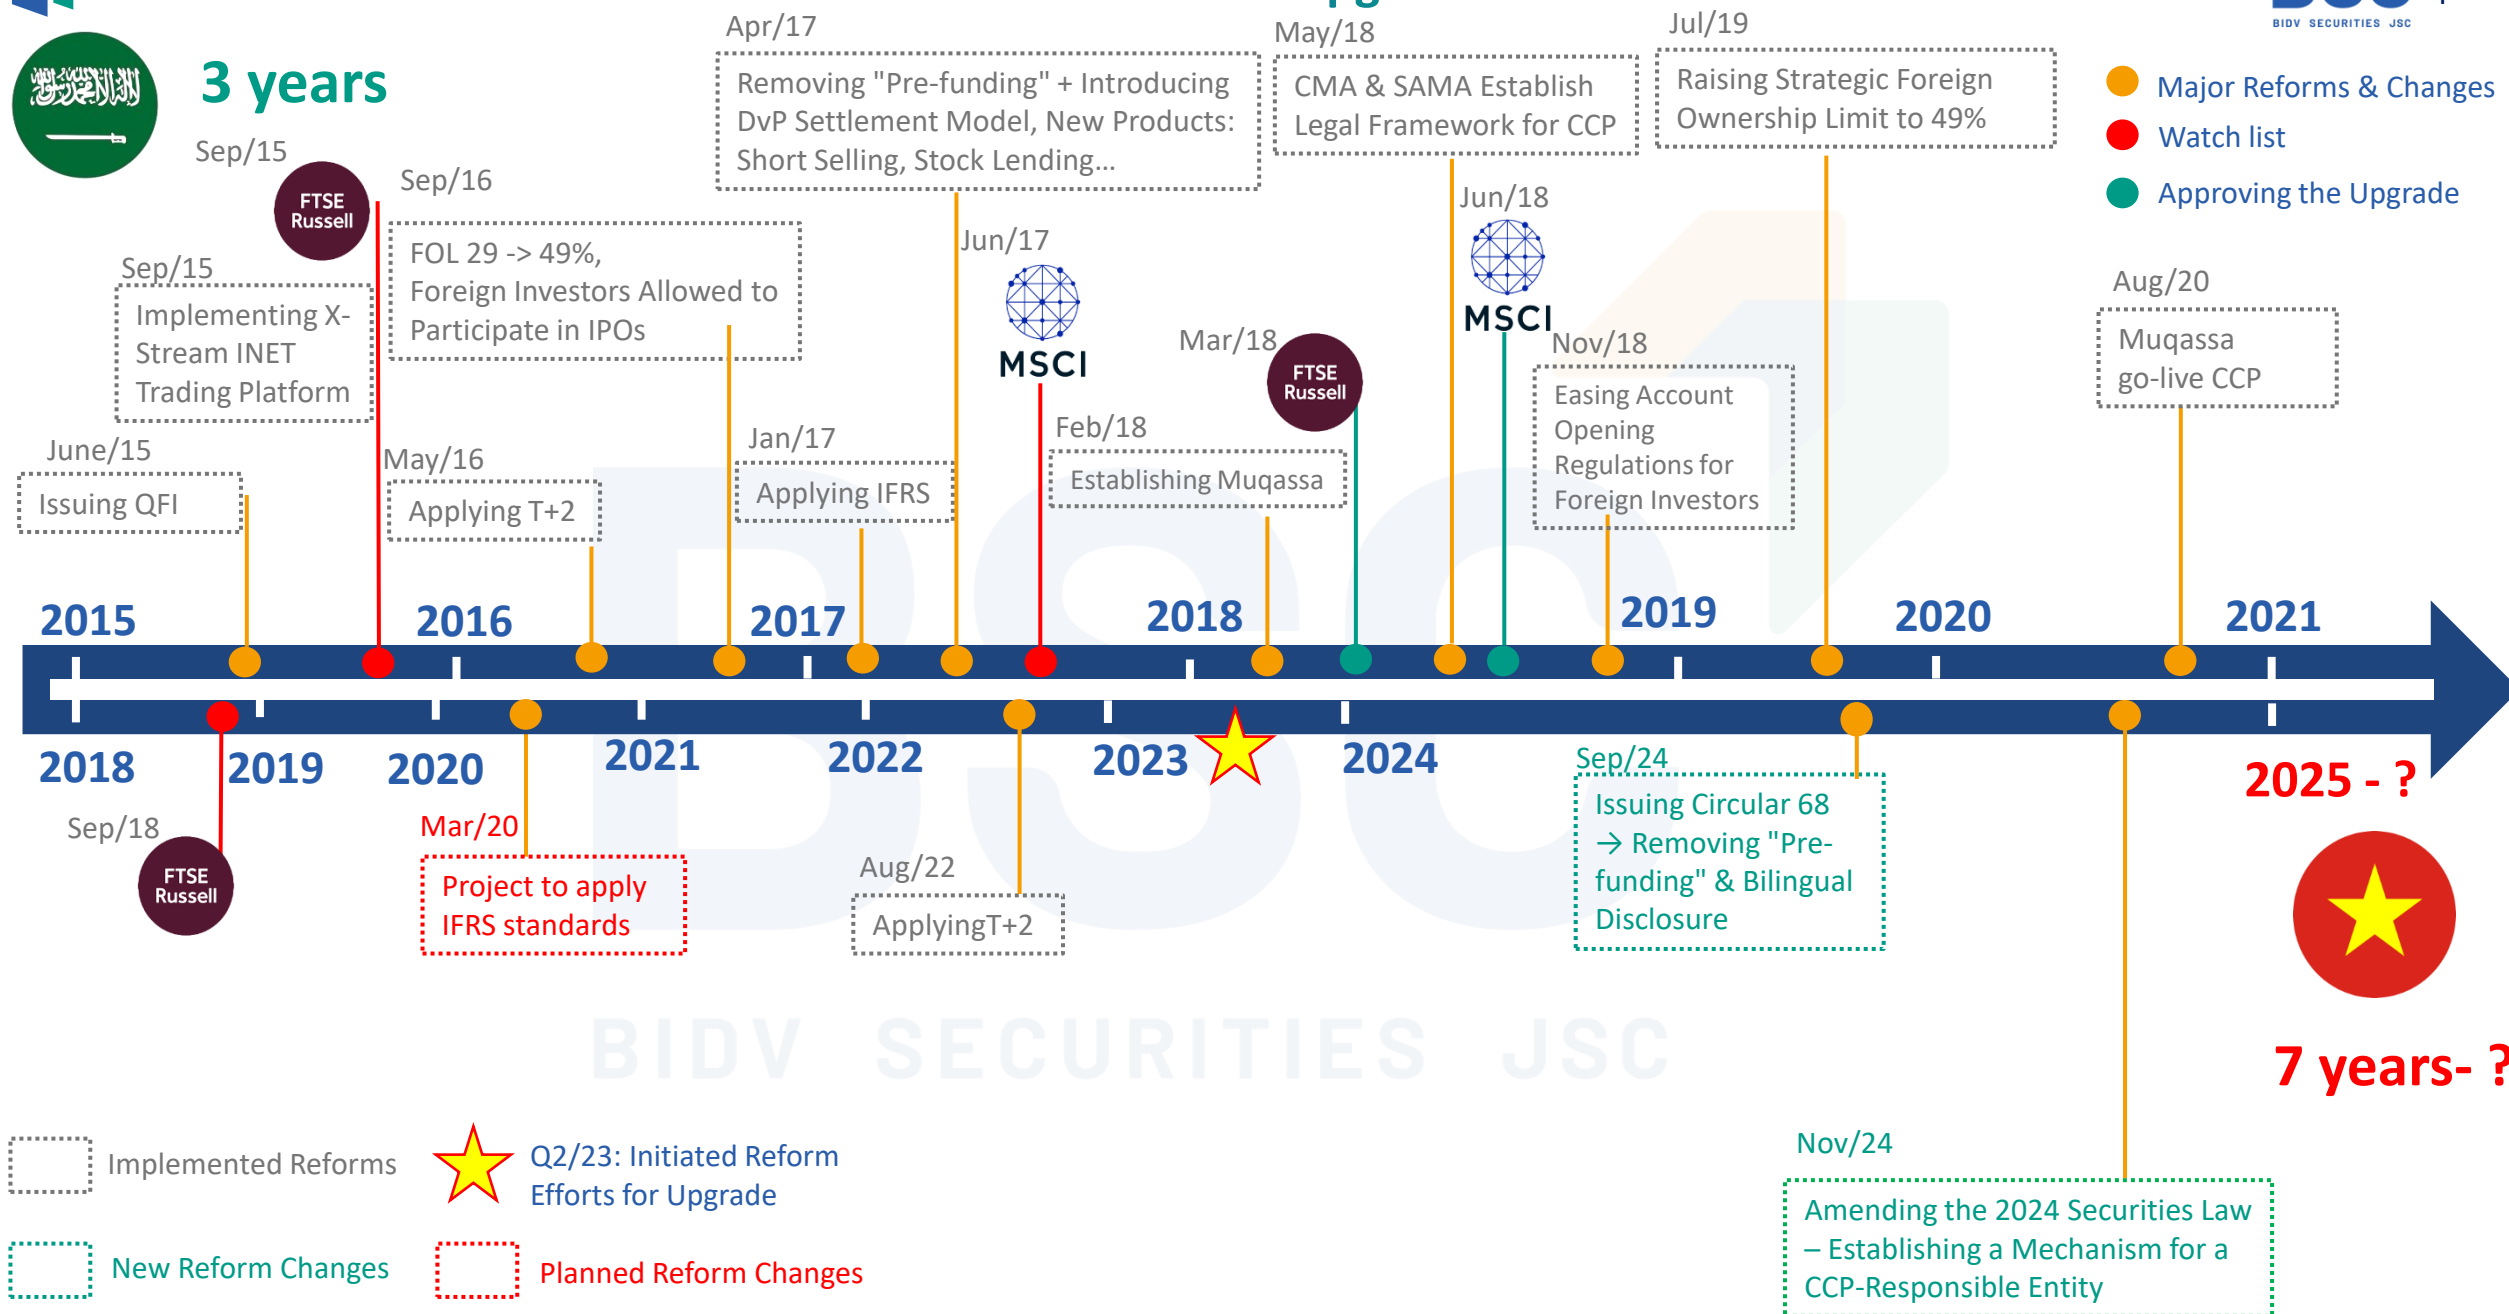 BIDV SECURITIES JSC
3 years
Major Reforms & Changes
Watch list
Approving the Upgrade
June/15
Issuing QFI
Sep/15
Implementing X-
Stream INET
Trading Platform
Sep/15
FTSE
Russell
May/16
Applying T+2
Sep/16
FOL 29 -> 49%,
Foreign Investors Allowed to
Participate in IPOs
Jan/17
Applying IFRS
Apr/17
Removing "Pre-funding" + Introducing
DvP Settlement Model, New Products:
Short Selling, Stock Lending...
Jun/17
MSCI
Feb/18
Establishing Muqassa
Mar/18
FTSE
Russell
May/18
CMA & SAMA Establish
Legal Framework for CCP
Jun/18
MSCI
Nov/18
Easing Account
Opening
Regulations for
Foreign Investors
Jul/19
Raising Strategic Foreign
Ownership Limit to 49%
Aug/20
Muqassa
go-live CCP
2015
2016
2017
2018
2019
2020
2021
2018
2019
2020
2021
2022
2023
2024
2025 - ?
Sep/18
FTSE
Russell
Mar/20
Project to apply
IFRS standards
Aug/22
ApplyingT+2
Sep/24
Issuing Circular 68
→ Removing "Pre-
funding" & Bilingual
Disclosure
7 years- ?
Nov/24
Amending the 2024 Securities Law
– Establishing a Mechanism for a
CCP-Responsible Entity
BSC
BIDV SECURITIES JSC
Implemented Reforms
Q2/23: Initiated Reform
Efforts for Upgrade
New Reform Changes
Planned Reform Changes